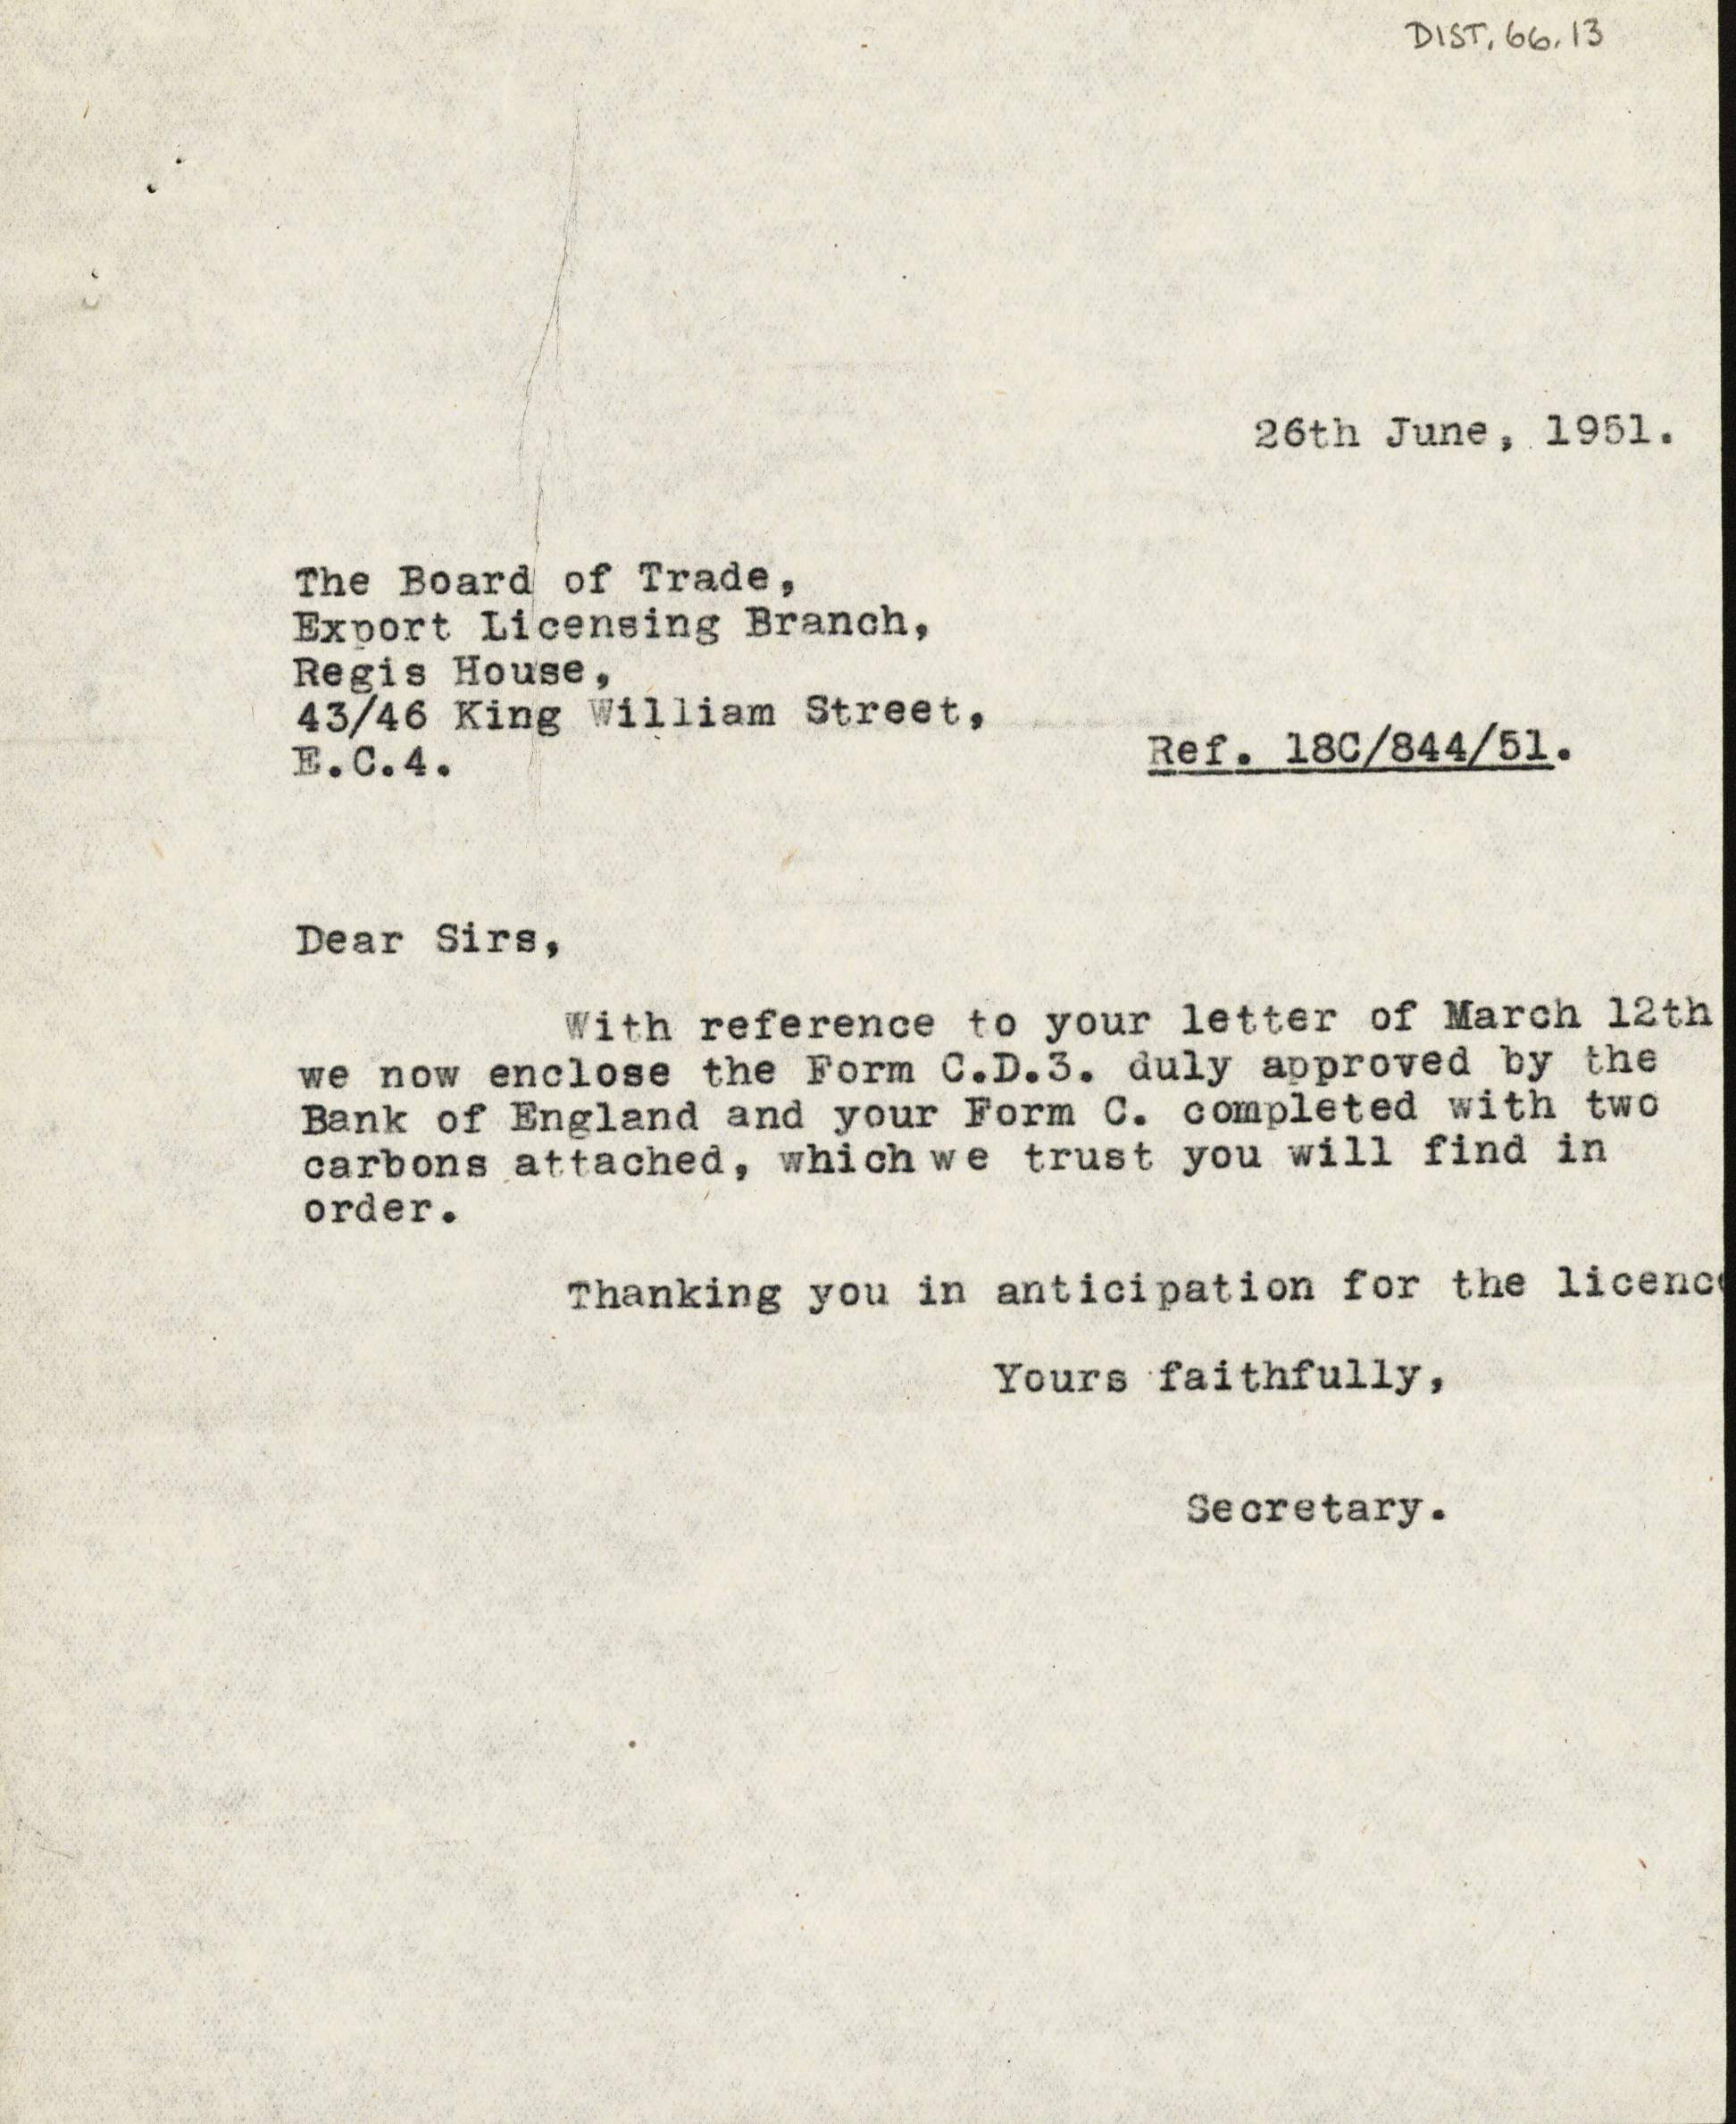 DIST. 66. 13
26th June, 1951.
The Board of Trade,
Export Licensing Branch,
Regis House,
43/46 King William Street,
E.C.4.
Ref. 18C/844/51.
Dear Sirs,
With reference to your letter of March 12th
we now enclose the Form C.D.3. duly approved by the
Bank of England and your Form C. completed with two
carbons attached, which we trust you will find in
order.
Thanking you in anticipation for the licence
Yours faithfully,
Secretary.